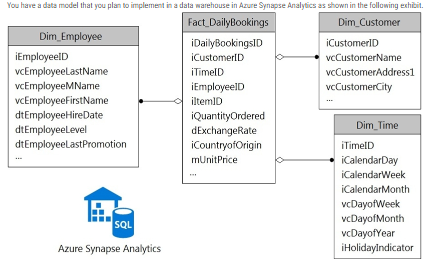 You have a data model that you plan to implement in a data warehouse in Azure Synapse Analytics as shown in the following exhibit.
Dim_Employee
iEmployeeID
vcEmployeeLastName
vcEmployeeMName
vcEmployeeFirstName
dtEmployeeHireDate
dtEmployeeLevel
dtEmployeeLastPromotion
...
Fact_DailyBookings
iDailyBookingsID
iCustomerID
iTimeID
iEmployeeID
iItemID
iQuantityOrdered
dExchangeRate
iCountryofOrigin
mUnitPrice
...
Dim_Customer
iCustomerID
vcCustomerName
vcCustomerAddress1
vcCustomerCity
...
Dim_Time
iTimeID
iCalendarDay
iCalendarWeek
iCalendarMonth
vcDayofWeek
vcDayofMonth
vcDayofYear
iHolidayIndicator
SQL
Azure Synapse Analytics